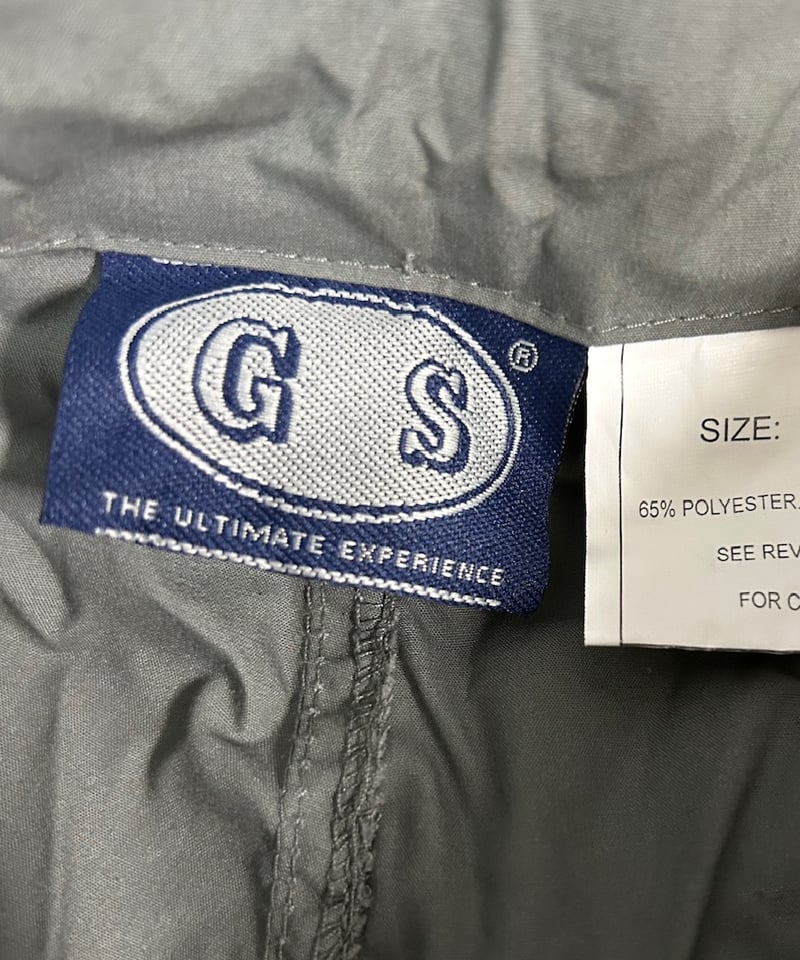 G S ®
THE ULTIMATE EXPERIENCE
SIZE:
65% POLYESTER
SEE REV
FOR C